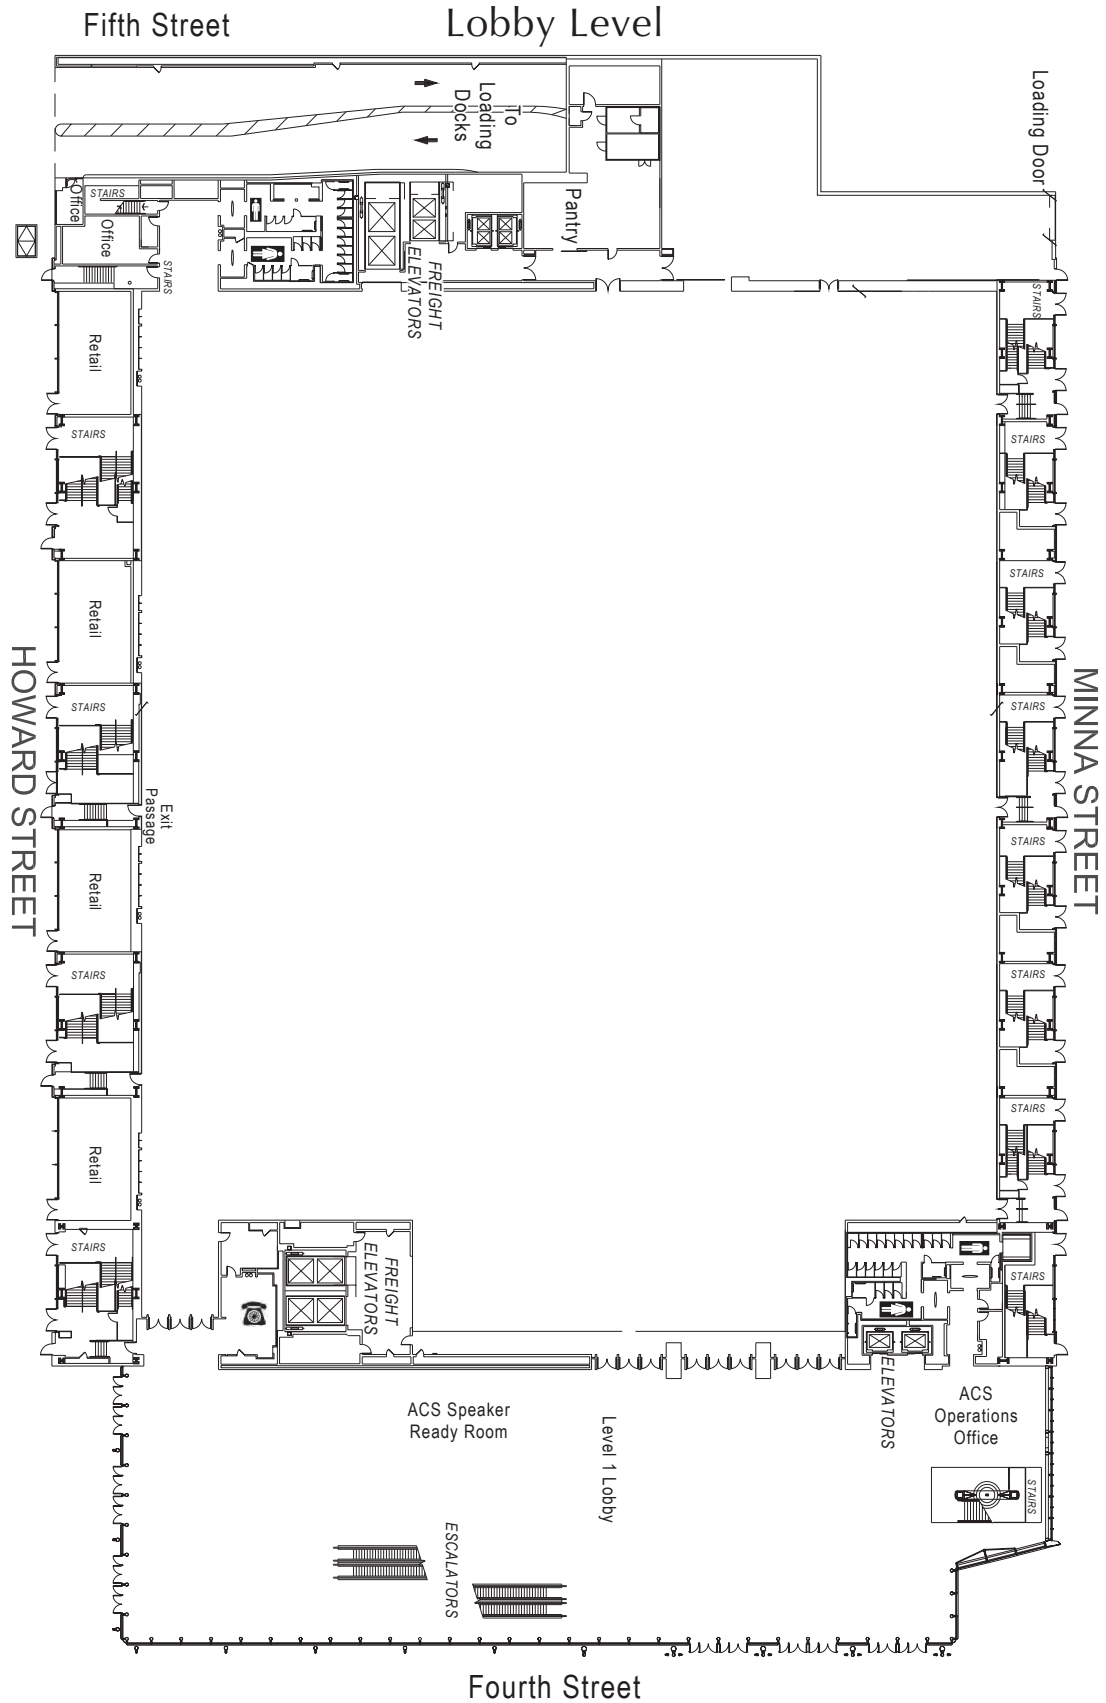 Fifth Street
Lobby Level
Loading Door
To
Loading
Docks
Pantry
Office
STAIRS
Office
STAIRS
FREIGHT
ELEVATORS
STAIRS
Retail
STAIRS
STAIRS
STAIRS
Retail
HOWARD STREET
MINNA STREET
STAIRS
STAIRS
Exit
Passage
STAIRS
Retail
STAIRS
STAIRS
STAIRS
Retail
STAIRS
STAIRS
FREIGHT
ELEVATORS
ELEVATORS
ACS Speaker
Ready Room
Level 1 Lobby
ACS
Operations
Office
STAIRS
ESCALATORS
Fourth Street